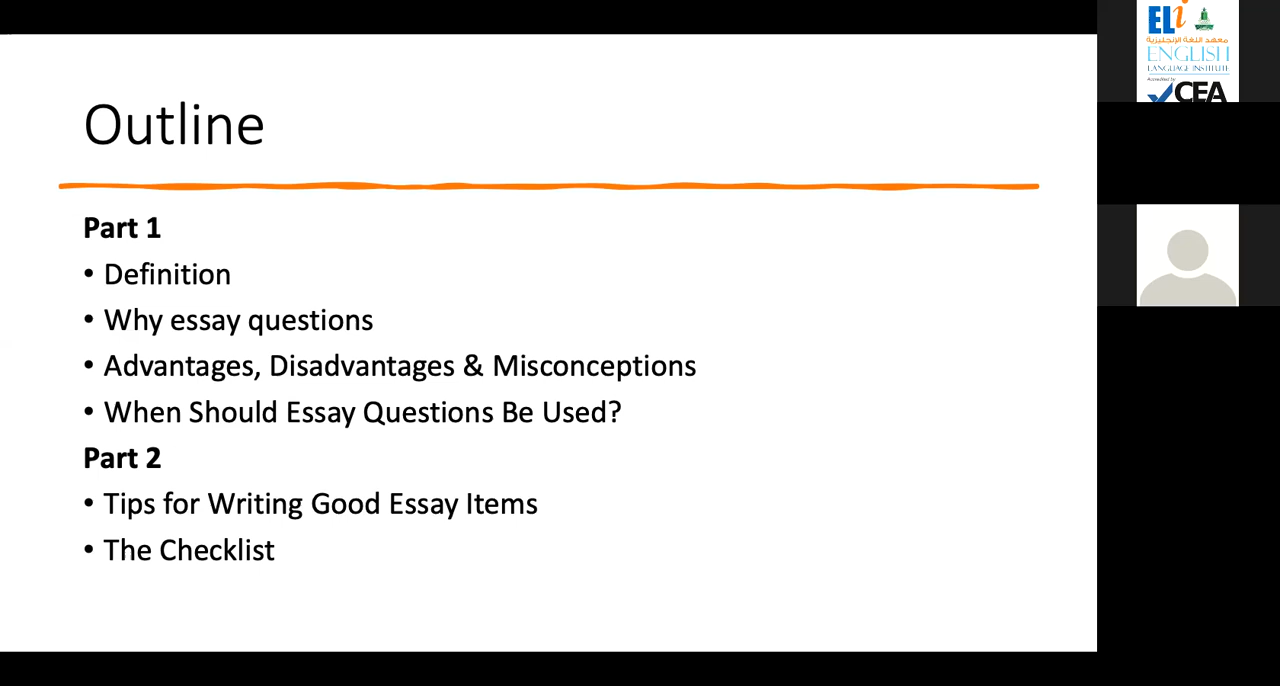 Outline
Part 1
• Definition
• Why essay questions
• Advantages, Disadvantages & Misconceptions
• When Should Essay Questions Be Used?
Part 2
• Tips for Writing Good Essay Items
• The Checklist
ELi
معهد اللغة الإنجليزية
ENGLISH
LANGUAGE INSTITUTE
Accredited by
CEA